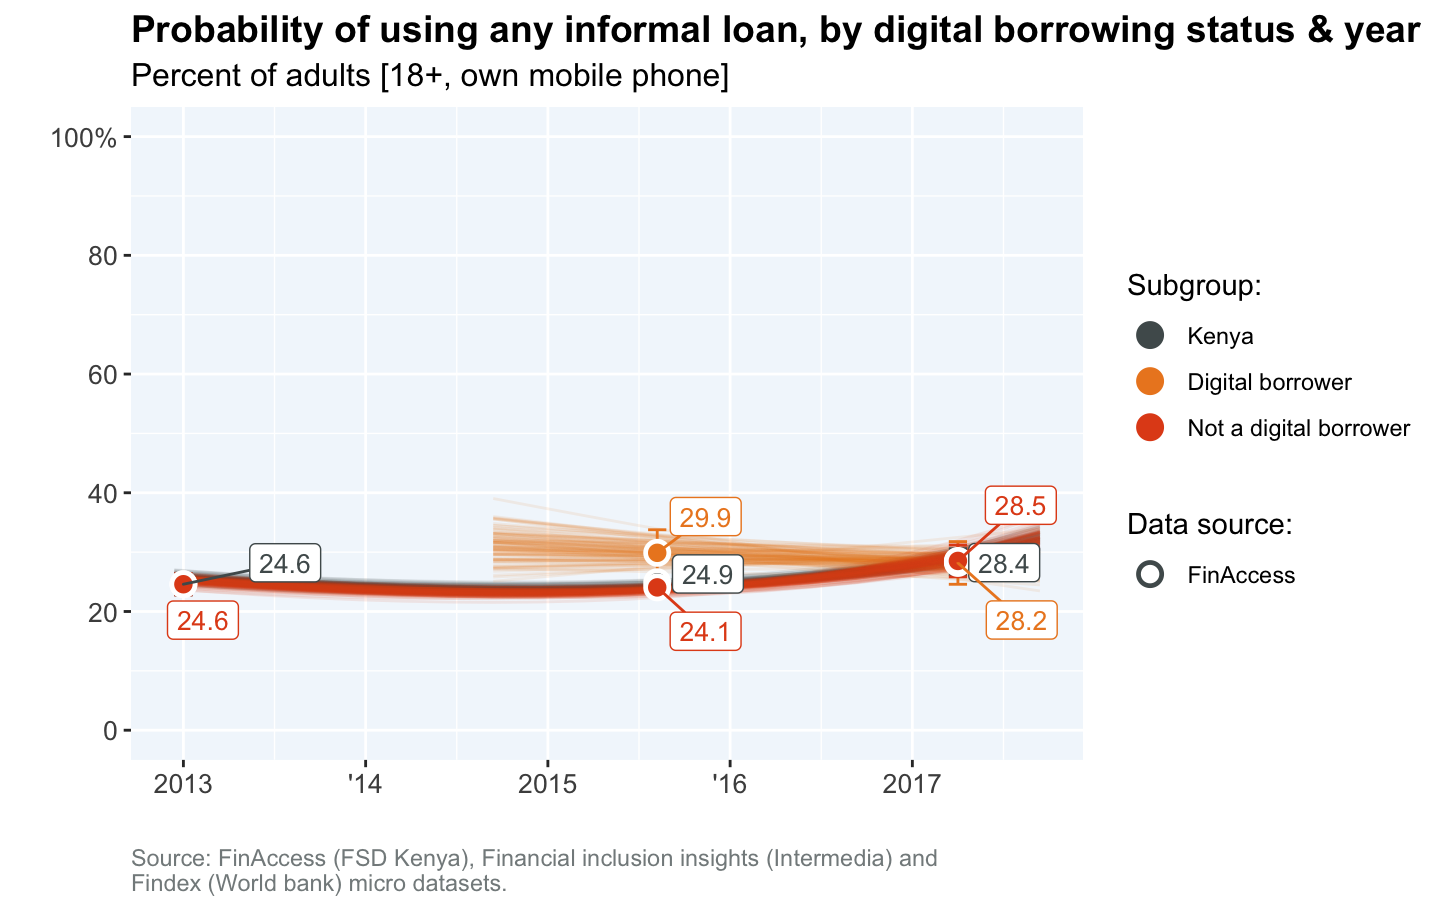 Probability of using any informal loan, by digital borrowing status & year
Percent of adults [18+, own mobile phone]
100%
80
60
40
20
0
29.9
28.5
24.6
24.9
28.4
24.6
24.1
28.2
2013
'14
2015
'16
2017
Subgroup:
Kenya
Digital borrower
Not a digital borrower
Data source:
FinAccess
Source: FinAccess (FSD Kenya), Financial inclusion insights (Intermedia) and
Findex (World bank) micro datasets.